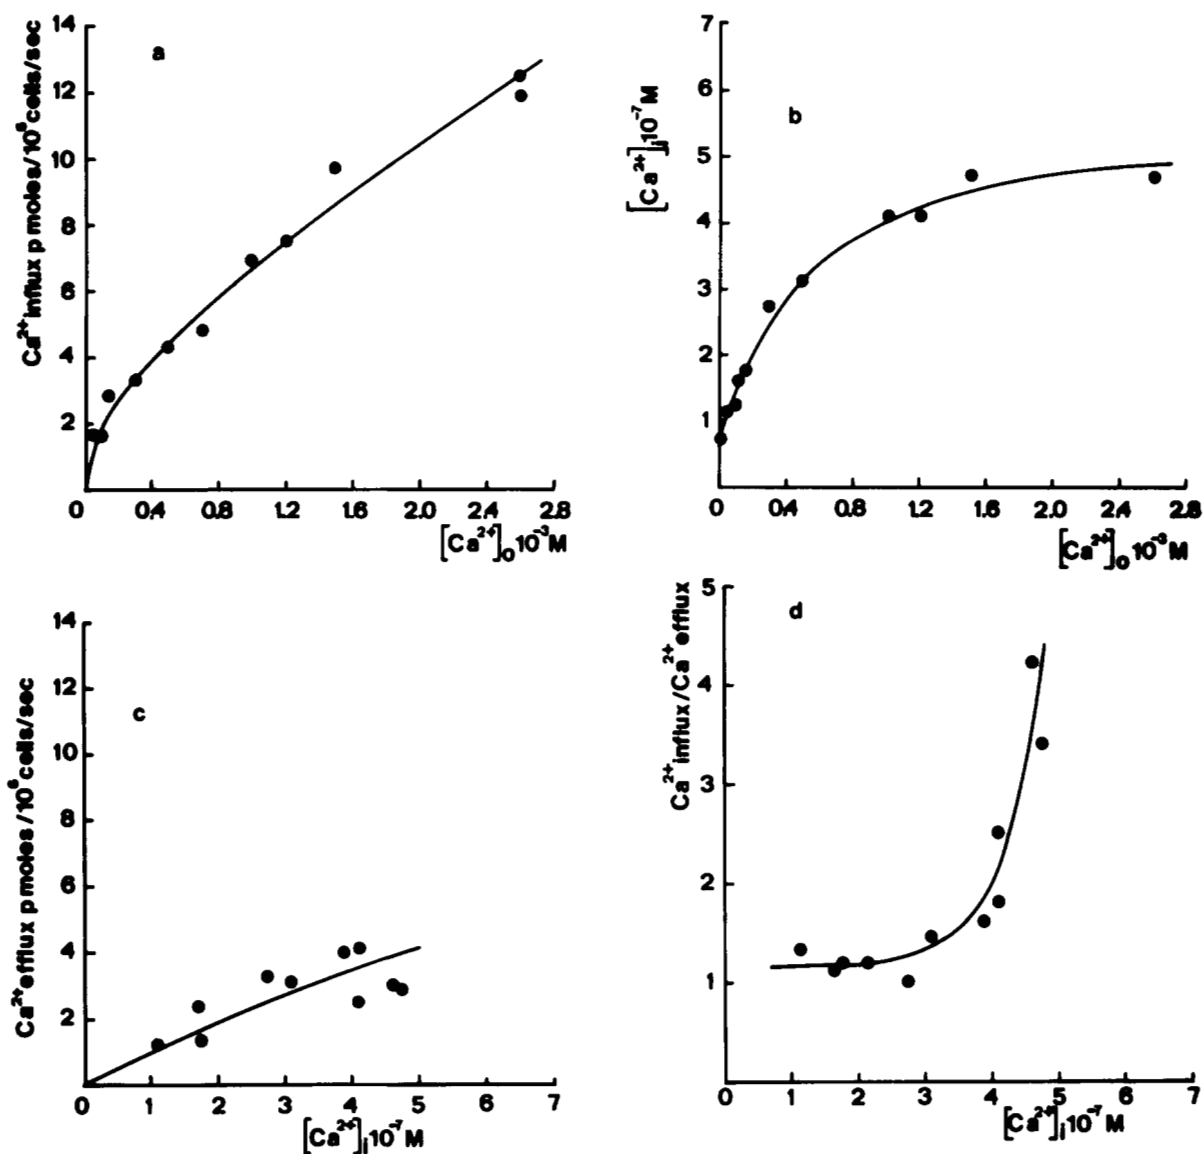 a
Ca²⁺ influx p moles/10⁶ cells/sec
14
12
10
8
6
4
2
0 0.4 0.8 1.2 1.6 2.0 2.4 2.8
[Ca²⁺]o 10⁻³ M
b
[Ca²⁺]i 10⁻⁷ M
7
6
5
4
3
2
1
0 0.4 0.8 1.2 1.6 2.0 2.4 2.8
[Ca²⁺]o 10⁻³ M
c
Ca²⁺ efflux p moles/10⁶ cells/sec
14
12
10
8
6
4
2
0 1 2 3 4 5 6 7
[Ca²⁺]i 10⁻⁷ M
d
Ca²⁺ influx/Ca²⁺ efflux
5
4
3
2
1
0 1 2 3 4 5 6 7
[Ca²⁺]i 10⁻⁷ M